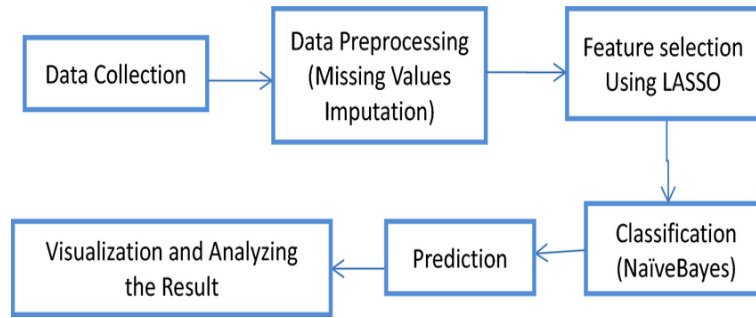 Data Collection
Data Preprocessing
(Missing Values
Imputation)
Feature selection
Using LASSO
Classification
(NaïveBayes)
Prediction
Visualization and Analyzing
the Result